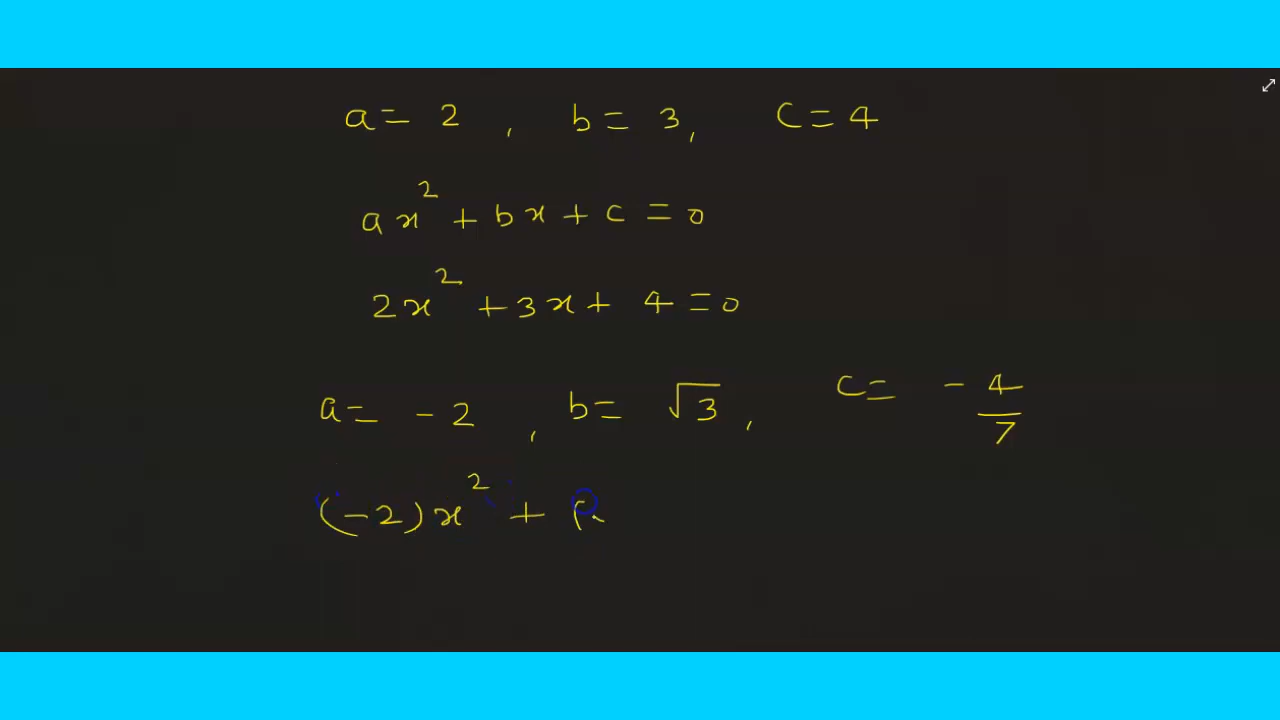 a = 2 , b = 3, c = 4
ax² + bx + c = 0
2x² + 3x + 4 = 0
a = -2 , b = √3, c = -4/7
(-2)x² + (